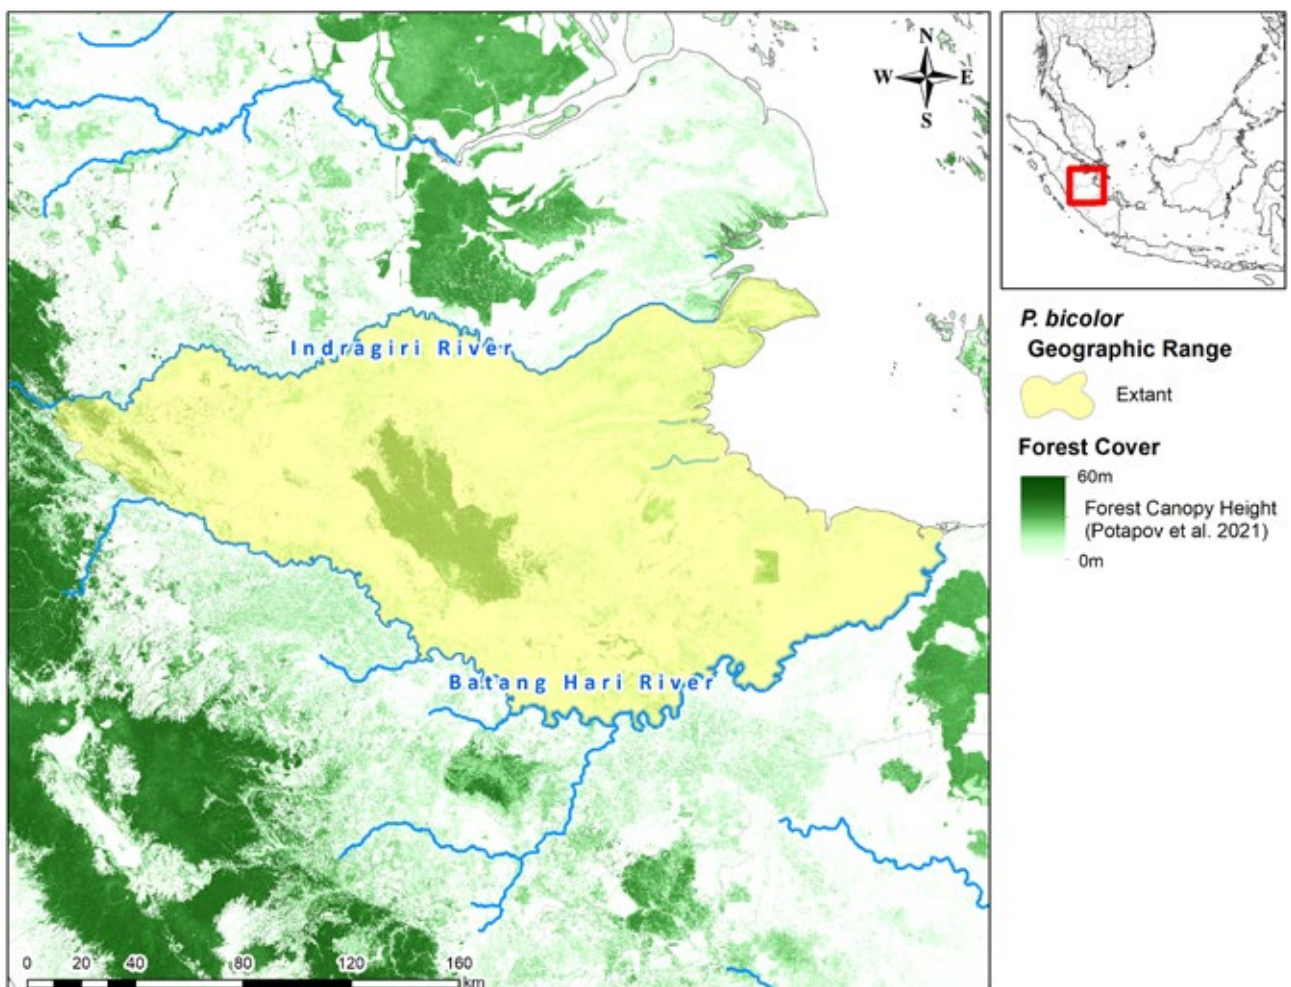 N
W E
S
Indragiri River
Batang Hari River
0 20 40 80 120 160
km
P. bicolor
Geographic Range
Extant
Forest Cover
60m
Forest Canopy Height
(Potapov et al. 2021)
0m